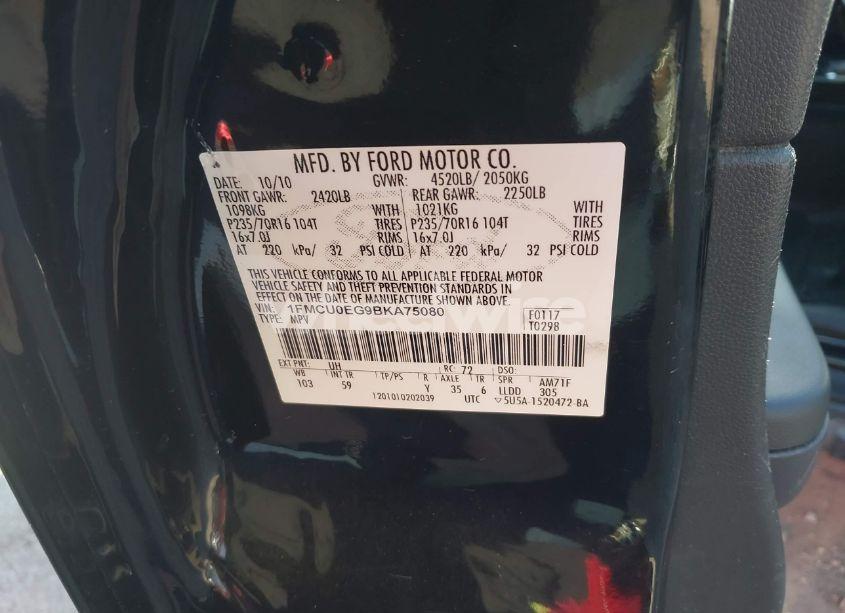 MFD. BY FORD MOTOR CO.
DATE: 10/10 GVWR: 4520LB/ 2050KG
FRONT GAWR: 2420LB REAR GAWR: 2250LB
1098KG WITH 1021KG WITH
P235/70R16 104T TIRES P235/70R16 104T TIRES
16x7.0J RIMS 16x7.0J RIMS
AT 220 kPa/ 32 PSI COLD AT 220 kPa/ 32 PSI COLD
THIS VEHICLE CONFORMS TO ALL APPLICABLE FEDERAL MOTOR
VEHICLE SAFETY AND THEFT PREVENTION STANDARDS IN
EFFECT ON THE DATE OF MANUFACTURE SHOWN ABOVE.
VIN: 1FMCU0EG9BKA75080 F0117
TYPE: MPV T0298
EXT PNT: UH RC: 72 DSO:
WB INT TR TP/PS R AXLE TR SPR AM71F
103 59 Y 35 6 LLDD 305
1201010202039 UTC ▽5U5A-1520472-BA